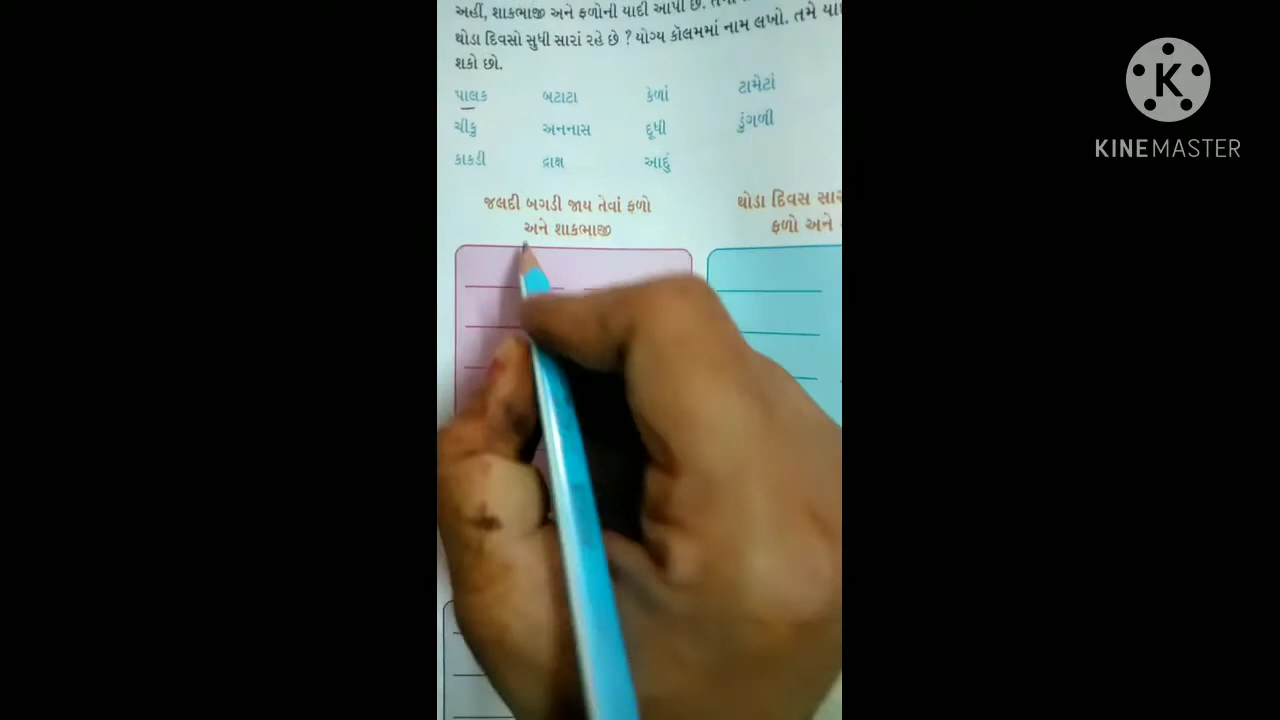 અહીં, શાકભાજી અને ફળોની યાદી આપી છે.
થોડા દિવસો સુધી સારાં રહે છે ? યોગ્ય કૉલમમાં નામ લખો. તમે
શકો છો.
પાલક બટાટા કેળાં ટામેટાં
ચીકુ અનનાસ દૂધી ડુંગળી
કાકડી દ્રાક્ષ આદું
જલદી બગડી જાય તેવાં ફળો
અને શાકભાજી
થોડા દિવસ
ફળો અને
K
KINEMASTER